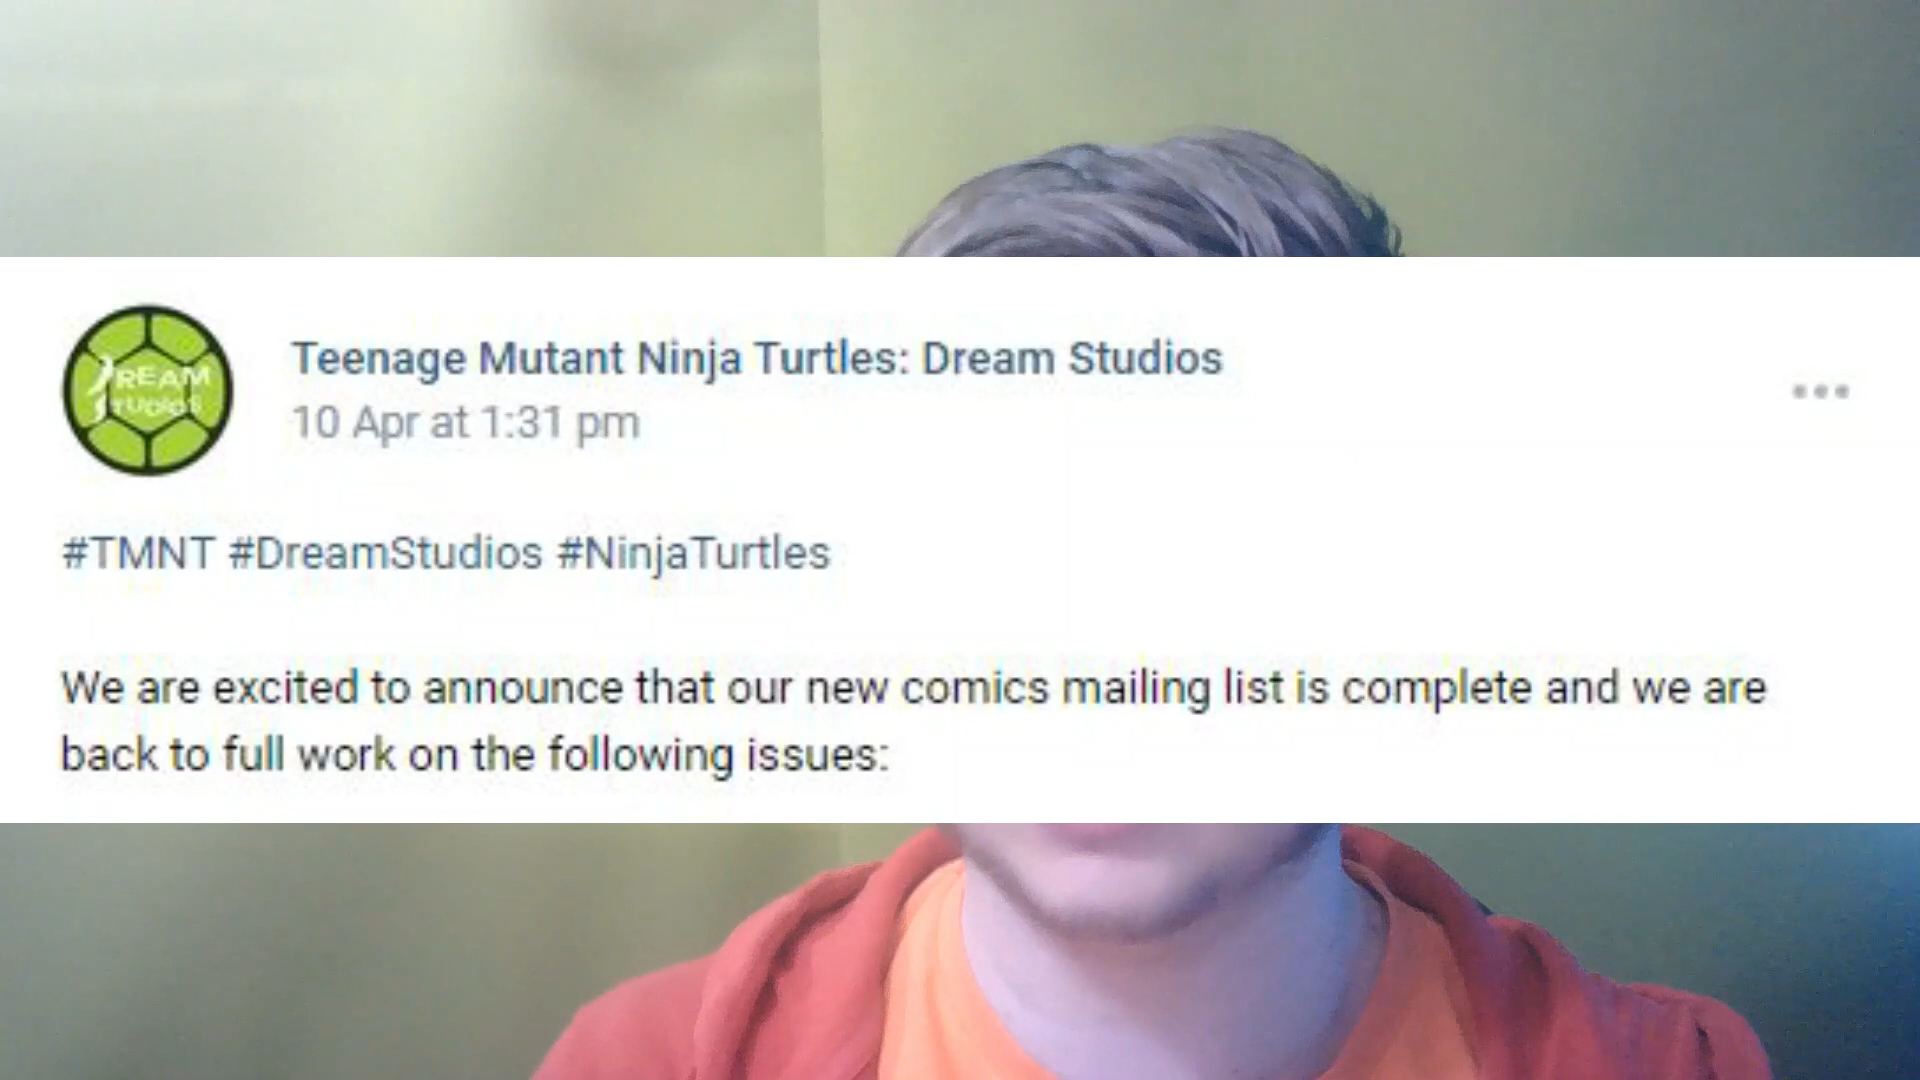 DREAM
STUDIOS
Teenage Mutant Ninja Turtles: Dream Studios
10 Apr at 1:31 pm
#TMNT #DreamStudios #NinjaTurtles
We are excited to announce that our new comics mailing list is complete and we are
back to full work on the following issues: